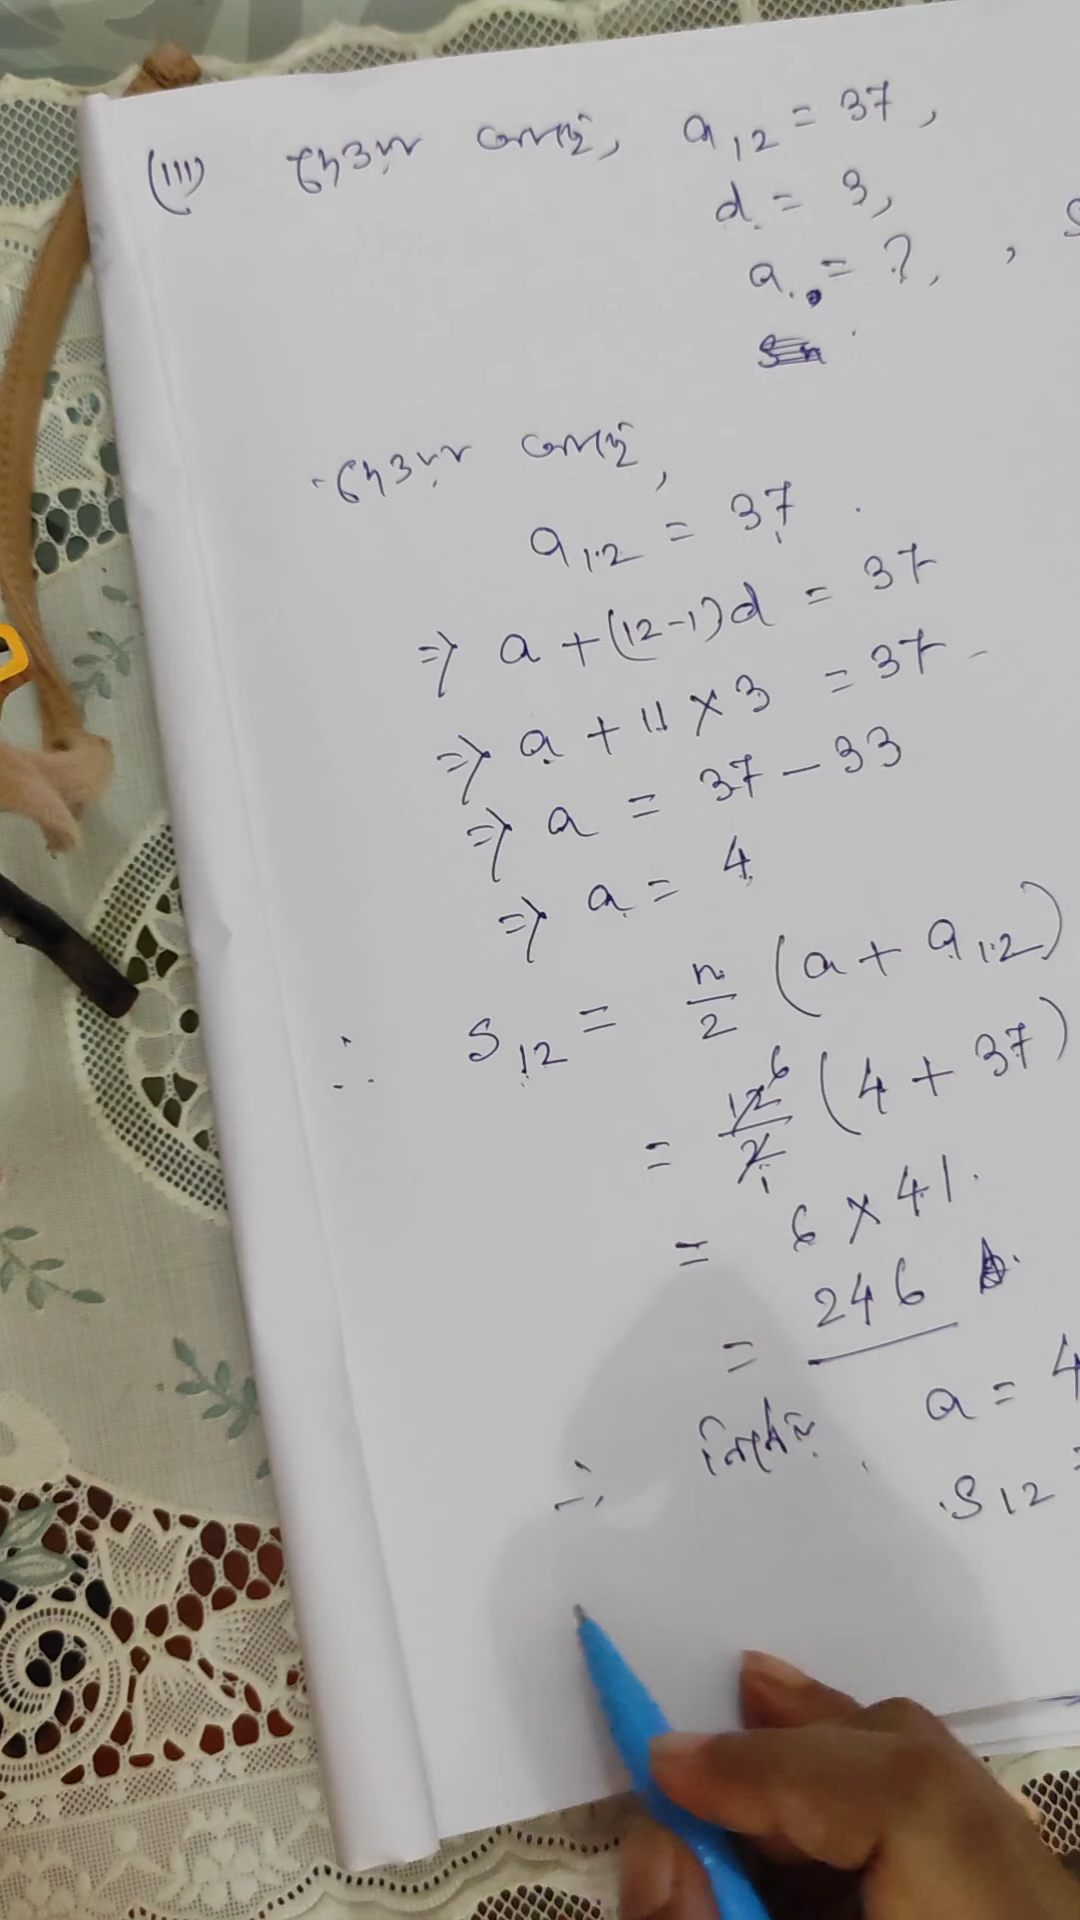 (iii) দেওয়া আছে, a₁₂ = 37,
d = 3,
a = ?, , S
দেওয়া আছে,
a₁₂ = 37
⇒ a + (12-1)d = 37
⇒ a + 11 × 3 = 37
⇒ a = 37 - 33
⇒ a = 4
∴ S₁₂ = n/2 (a + a₁₂)
= 12/2 (4 + 37)
= 6 × 41
= 246
∴ a = 4
S₁₂ =